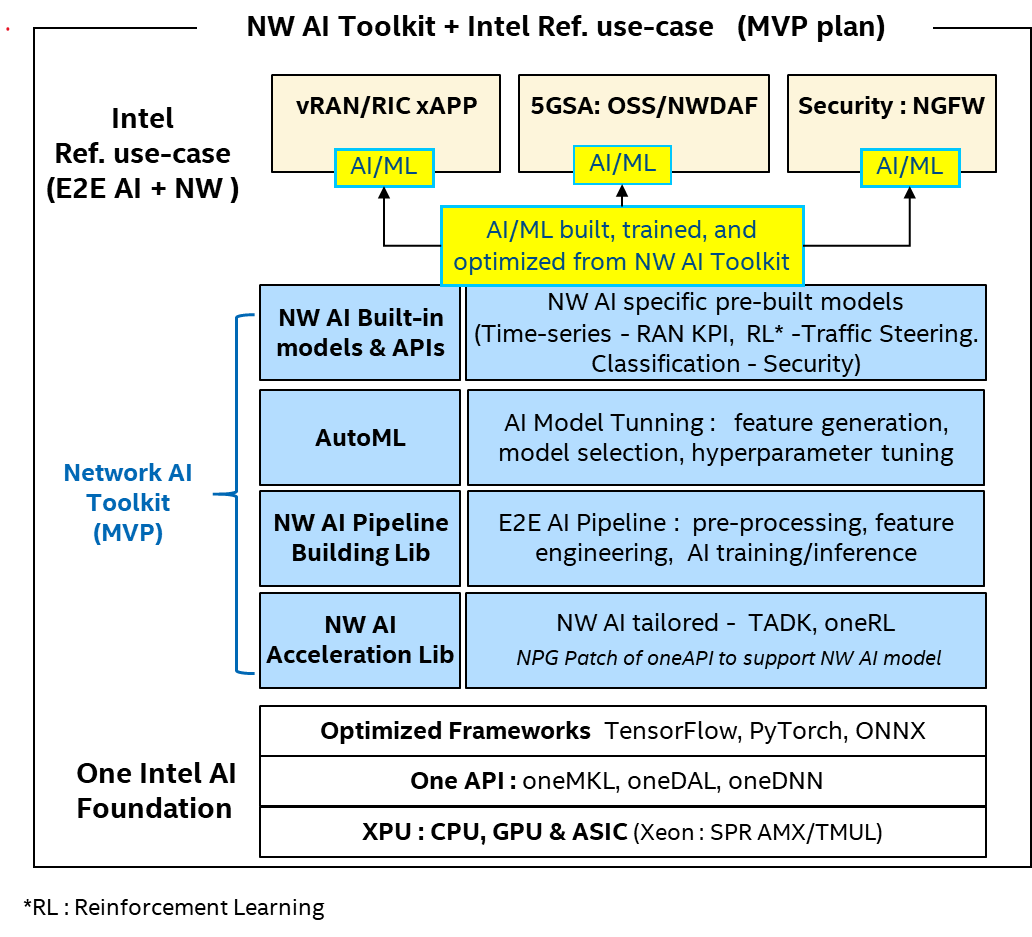 NW AI Toolkit + Intel Ref. use-case (MVP plan)
Intel
Ref. use-case
(E2E AI + NW )
vRAN/RIC xAPP
AI/ML
5GSA: OSS/NWDAF
AI/ML
Security : NGFW
AI/ML
AI/ML built, trained, and
optimized from NW AI Toolkit
Network AI
Toolkit
(MVP)
NW AI Built-in
models & APIs
NW AI specific pre-built models
(Time-series - RAN KPI, RL* -Traffic Steering.
Classification - Security)
AutoML
AI Model Tunning : feature generation,
model selection, hyperparameter tuning
NW AI Pipeline
Building Lib
E2E AI Pipeline : pre-processing, feature
engineering, AI training/inference
NW AI
Acceleration Lib
NW AI tailored - TADK, oneRL
NPG Patch of oneAPI to support NW AI model
One Intel AI
Foundation
Optimized Frameworks TensorFlow, PyTorch, ONNX
One API : oneMKL, oneDAL, oneDNN
XPU : CPU, GPU & ASIC (Xeon : SPR AMX/TMUL)
*RL : Reinforcement Learning